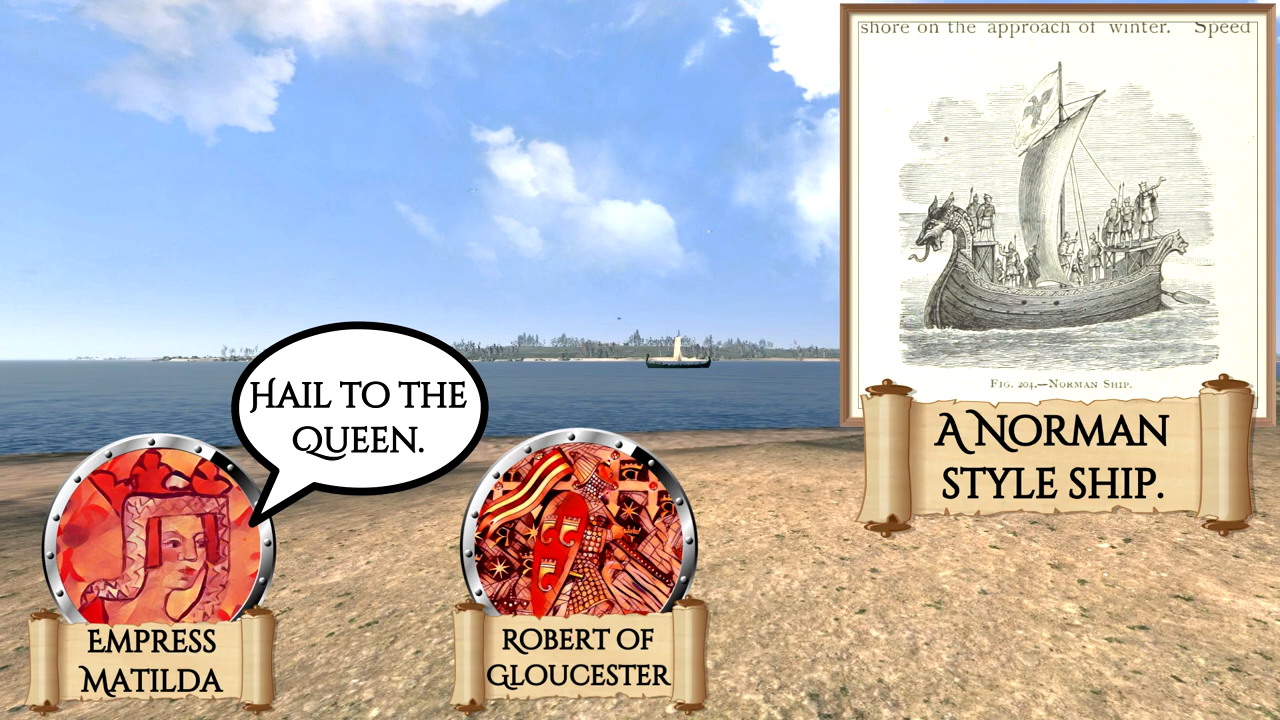 shore on the approach of winter. Speed
FIG. 204.—NORMAN SHIP.
A NORMAN
STYLE SHIP.
HAIL TO THE
QUEEN.
EMPRESS
MATILDA
ROBERT OF
GLOUCESTER